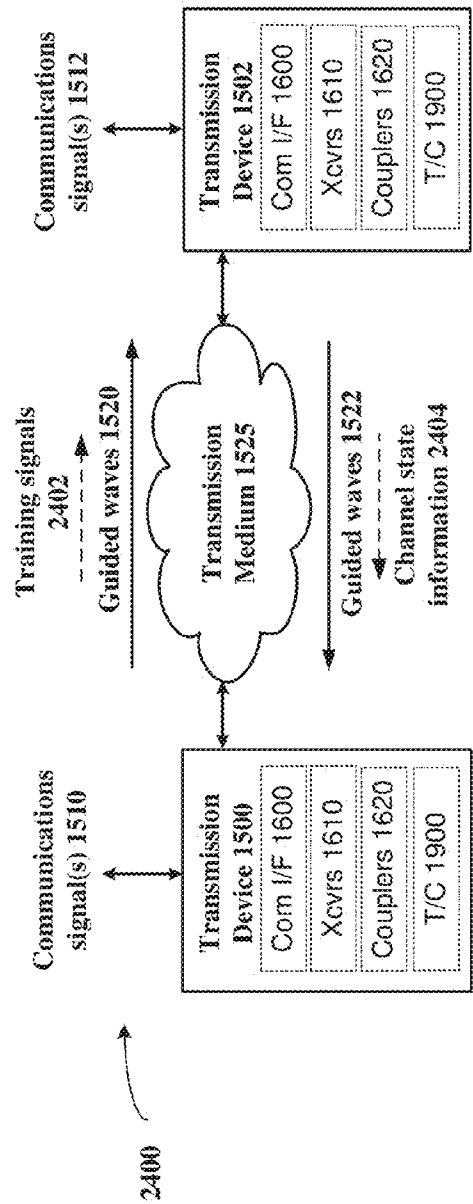 Communications
signal(s) 1510
Transmission
Device 1500
Com I/F 1600
Xcvrs 1610
Couplers 1620
T/C 1900
2400
Training signals
2402
Guided waves 1520
Transmission
Medium 1525
Guided waves 1522
Channel state
information 2404
Communications
signal(s) 1512
Transmission
Device 1502
Com I/F 1600
Xcvrs 1610
Couplers 1620
T/C 1900